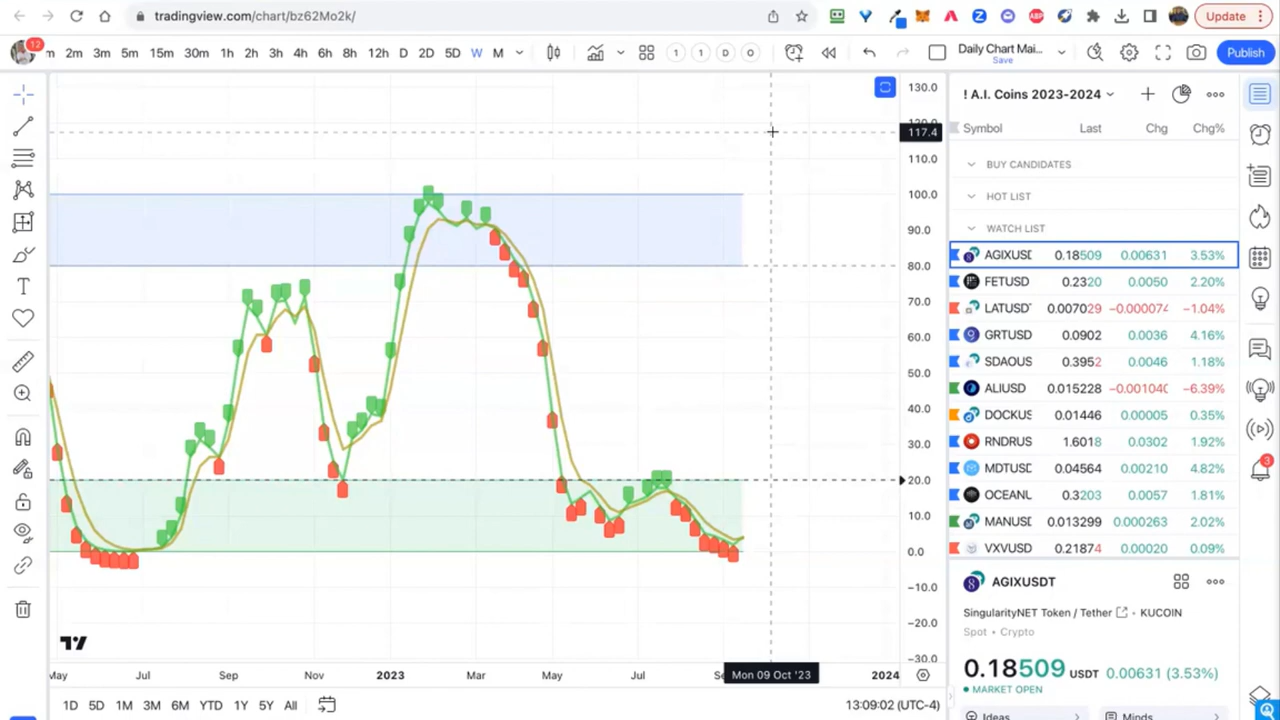 tradingview.com/chart/bz62Mo2k/
ABP
Update
12
2m 3m 5m 15m 30m 1h 2h 3h 4h 6h 8h 12h D 2D 5D W M
1 1 D O
Daily Chart Mai...
Save
Publish
130.0
117.4
110.0
100.0
90.0
80.0
70.0
60.0
50.0
40.0
30.0
20.0
10.0
0.0
−10.0
−20.0
−30.0
! A.I. Coins 2023-2024
Symbol Last Chg Chg%
BUY CANDIDATES
HOT LIST
WATCH LIST
AGIXUSD 0.18509 0.00631 3.53%
FETUSD 0.2320 0.0050 2.20%
LATUSD 0.007029 −0.000074 −1.04%
GRTUSD 0.0902 0.0036 4.16%
SDAOUS 0.3952 0.0046 1.18%
ALIUSD 0.015228 −0.00104 −6.39%
DOCKUS 0.01446 0.00005 0.35%
RNDRUS 1.6018 0.0302 1.92%
MDTUSD 0.04564 0.00210 4.82%
OCEANU 0.3203 0.0057 1.81%
MANUSD 0.013299 0.000263 2.02%
VXVUSD 0.21874 0.00020 0.09%
3
AGIXUSDT
SingularityNET Token / Tether • KUCOIN
Spot • Crypto
0.18509 USDT 0.00631 (3.53%)
• MARKET OPEN
Ideas Minds
May Jul Sep Nov 2023 Mar May Jul Mon 09 Oct '23 2024
1D 5D 1M 3M 6M YTD 1Y 5Y All
13:09:02 (UTC-4)